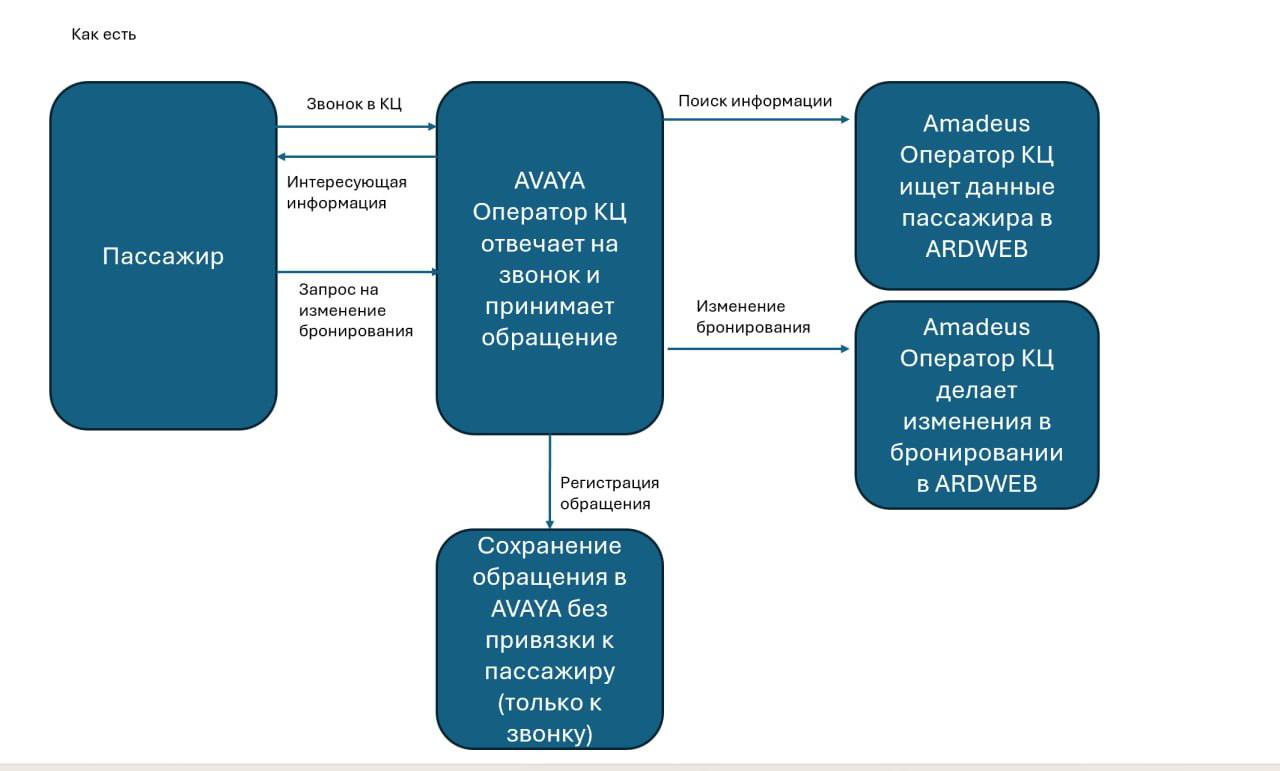 Как есть
Пассажир
Звонок в КЦ
Интересующая
информация
Запрос на
изменение
бронирования
AVAYA
Оператор КЦ
отвечает на
звонок и
принимает
обращение
Поиск информации
Изменение
бронирования
Amadeus
Оператор КЦ
ищет данные
пассажира в
ARDWEB
Amadeus
Оператор КЦ
делает
изменения в
бронировании
в ARDWEB
Регистрация
обращения
Сохранение
обращения в
AVAYA без
привязки к
пассажиру
(только к
звонку)